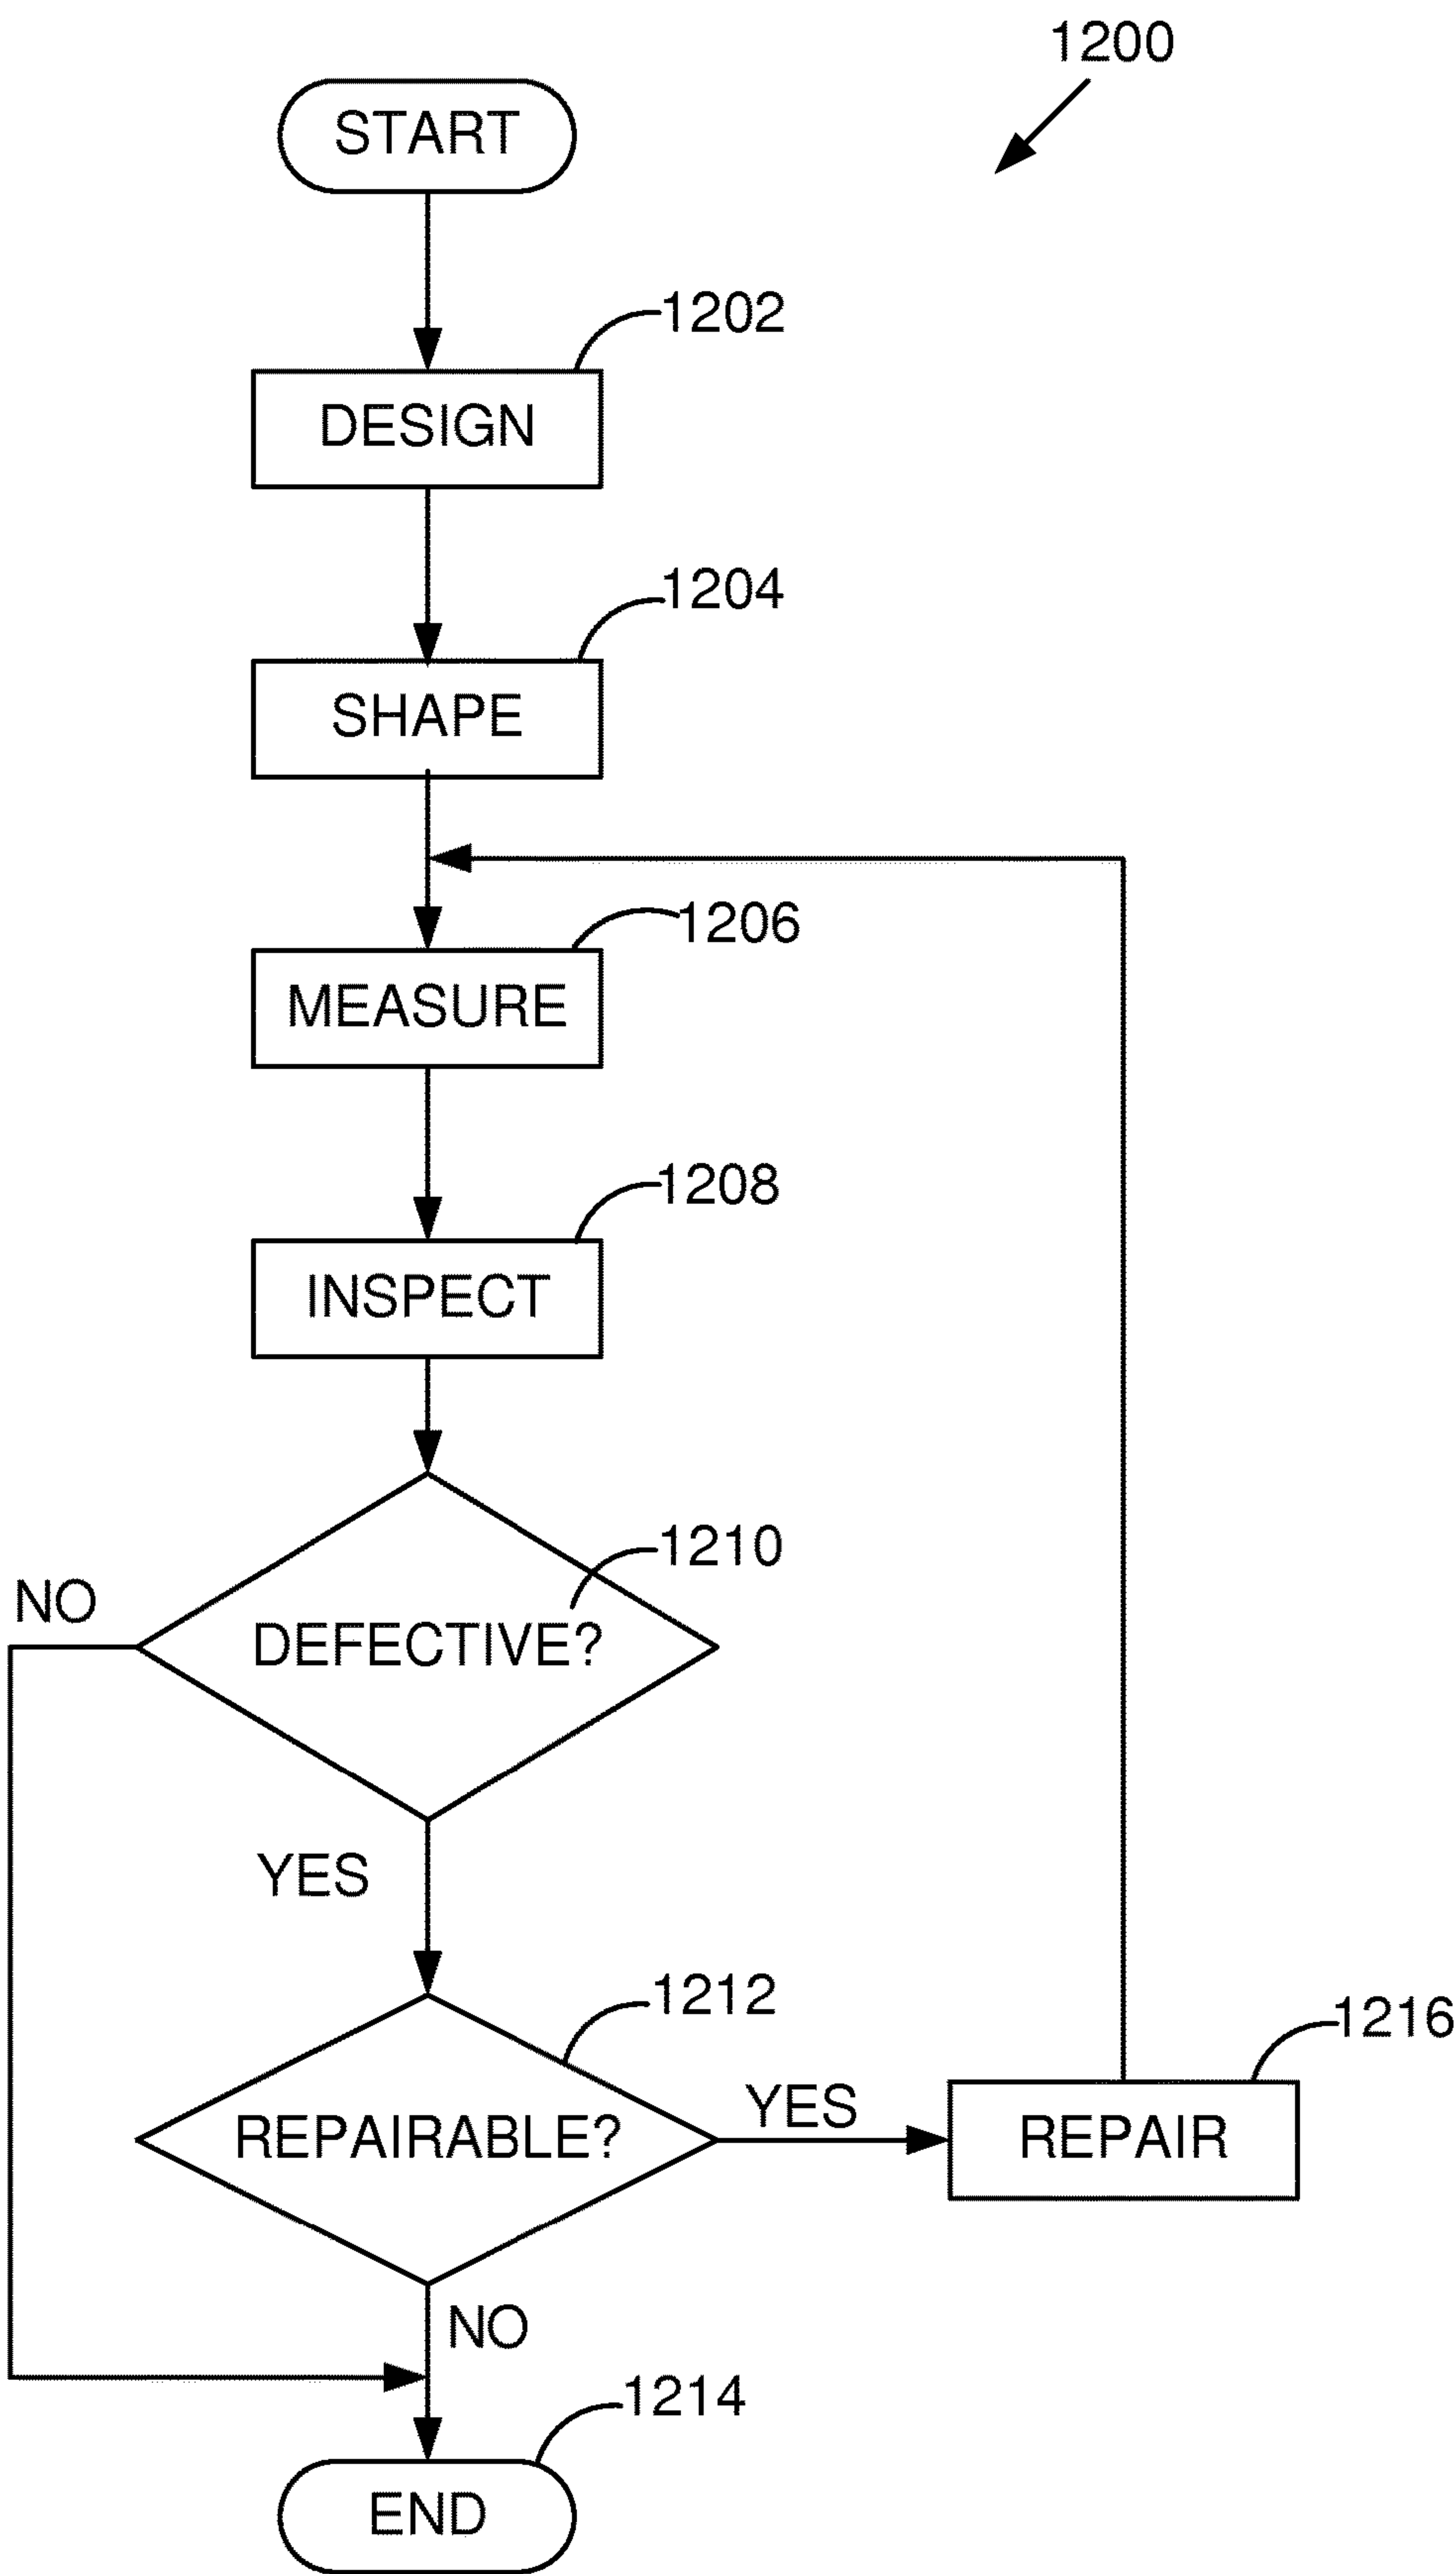 1200
START
1202
DESIGN
1204
SHAPE
1206
MEASURE
1208
INSPECT
1210
NO
DEFECTIVE?
YES
1212
1216
YES
REPAIRABLE?
REPAIR
NO
1214
END